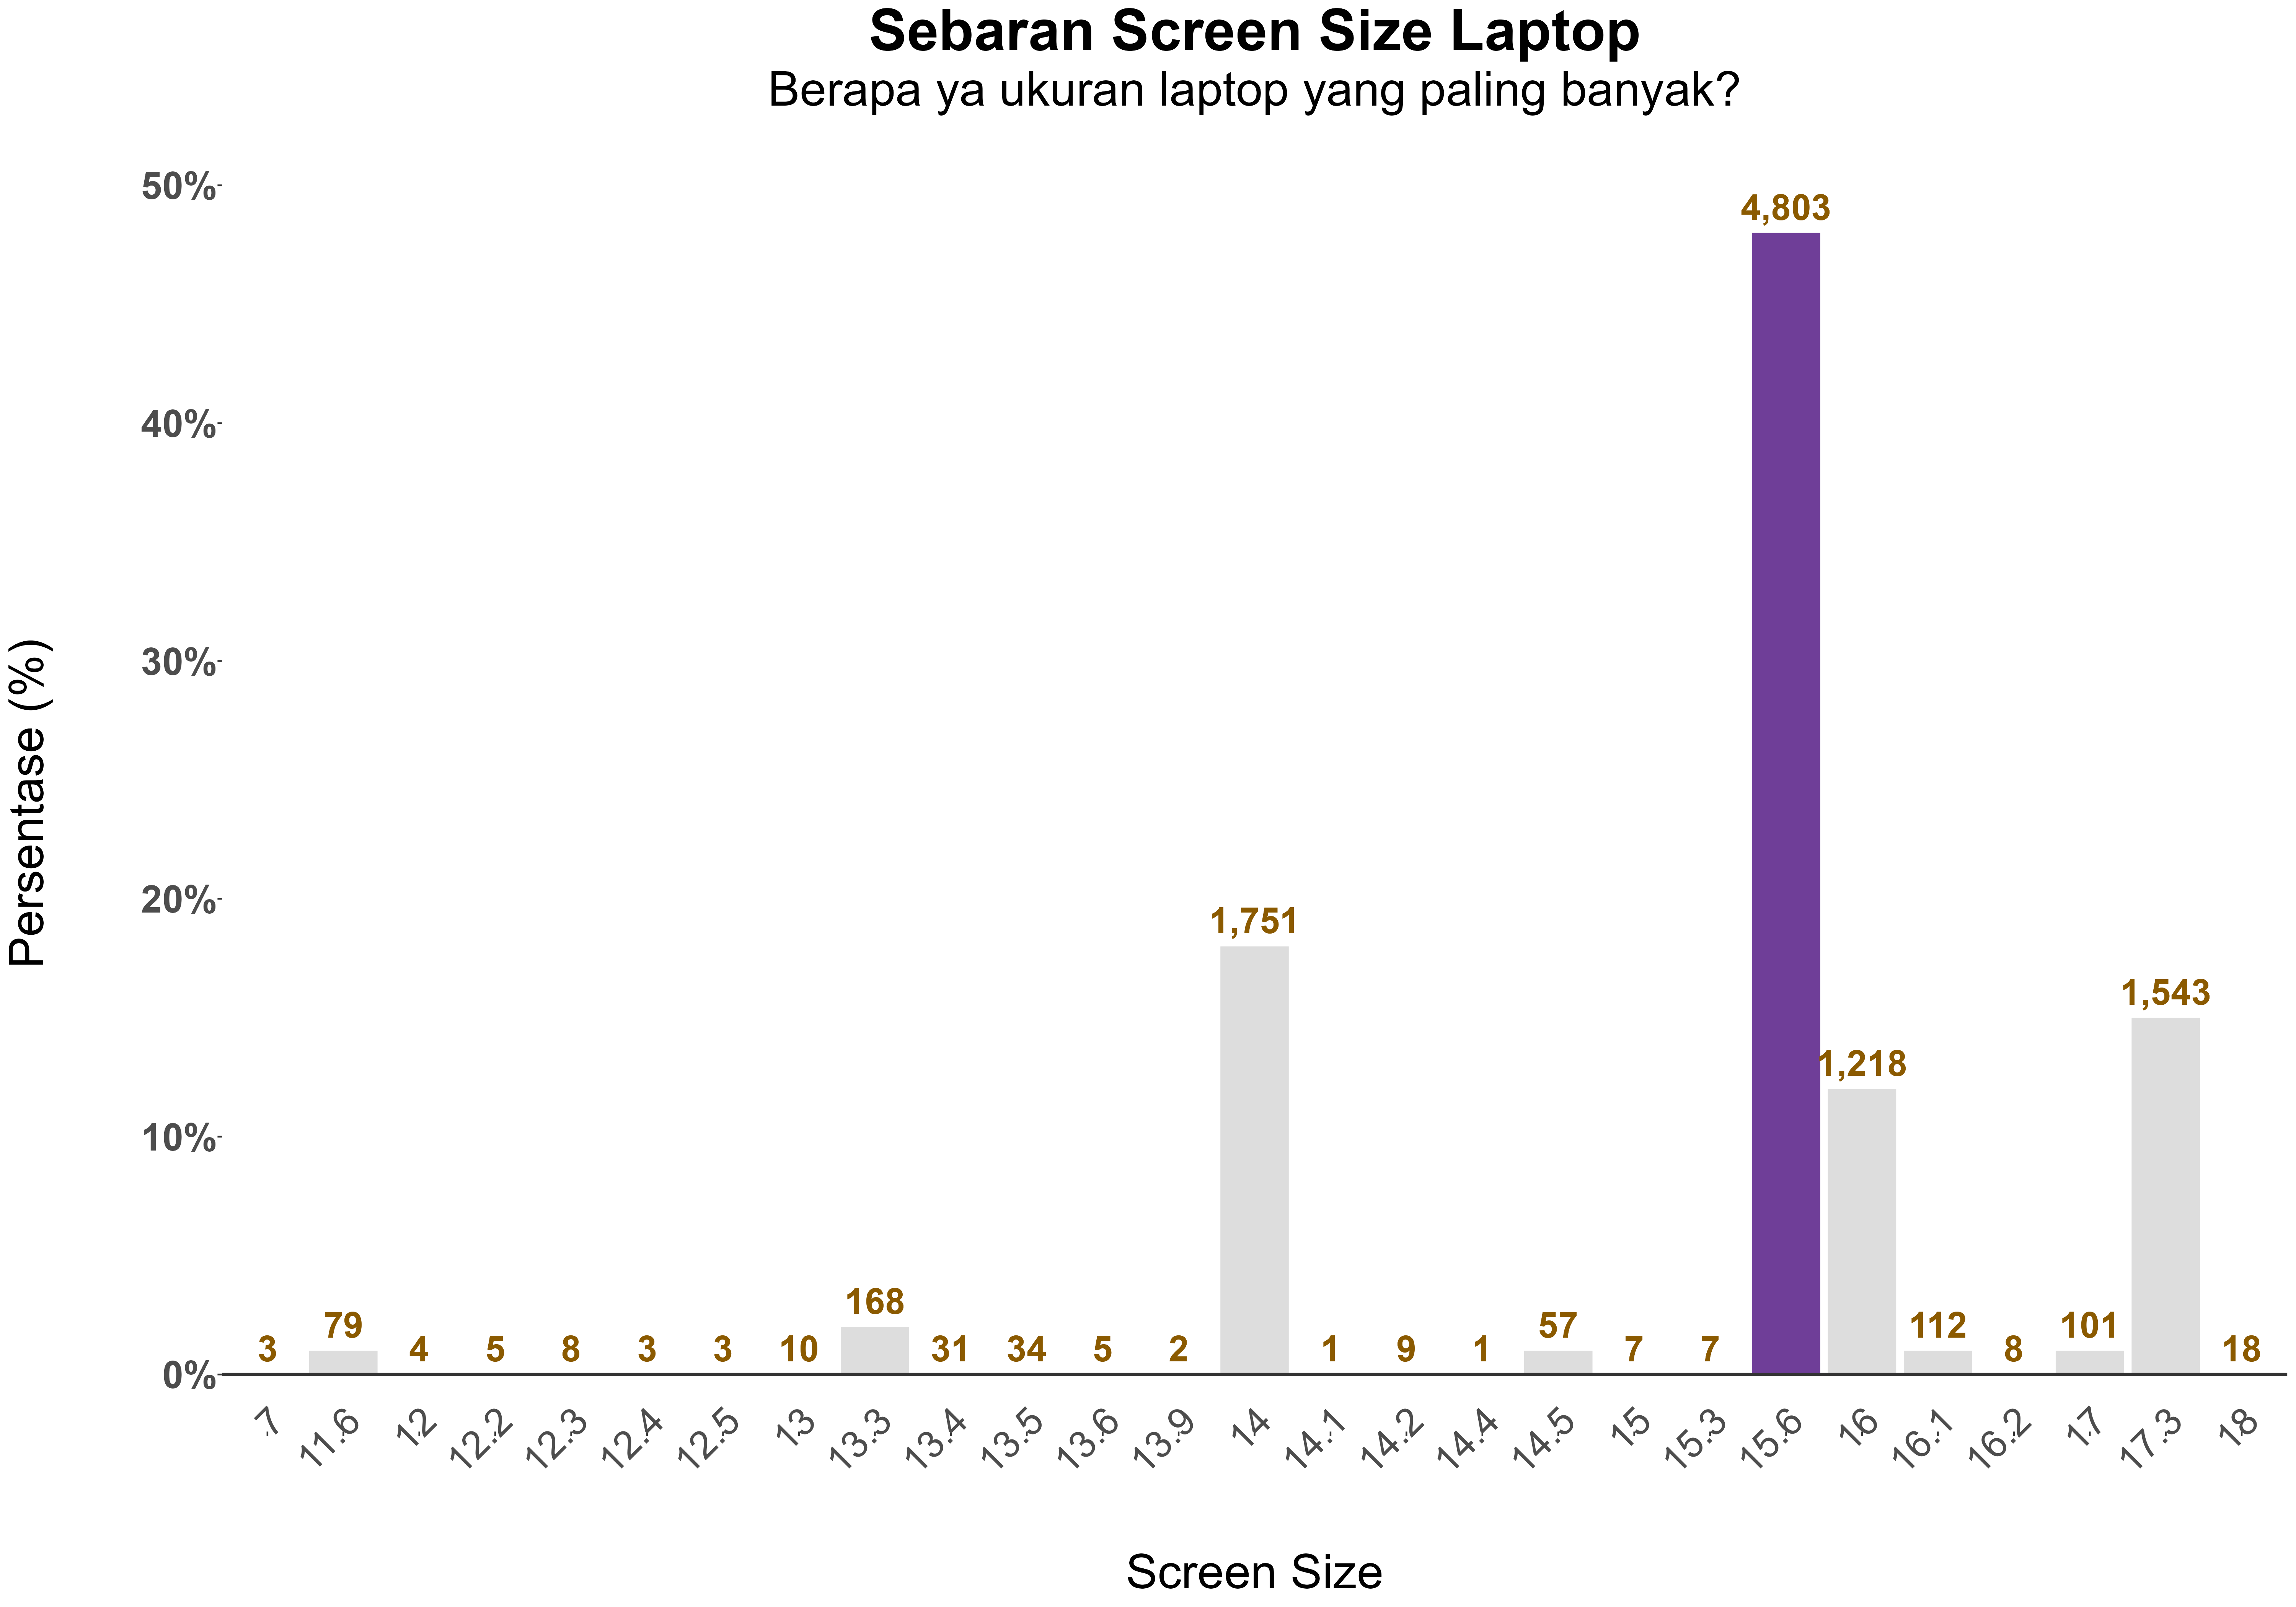 Sebaran Screen Size Laptop
Berapa ya ukuran laptop yang paling banyak?
Persentase (%)
50%
40%
30%
20%
10%
0%
3 79 4 5 8 3 3 10 168 31 34 5 2 1,751 1 9 1 57 7 7 4,803 1,218 112 8 101 1,543 18
7 11.6 12 12.2 12.3 12.4 12.5 13 13.3 13.4 13.5 13.6 13.9 14 14.1 14.2 14.4 14.5 15 15.3 15.6 16 16.1 16.2 17 17.3 18
Screen Size